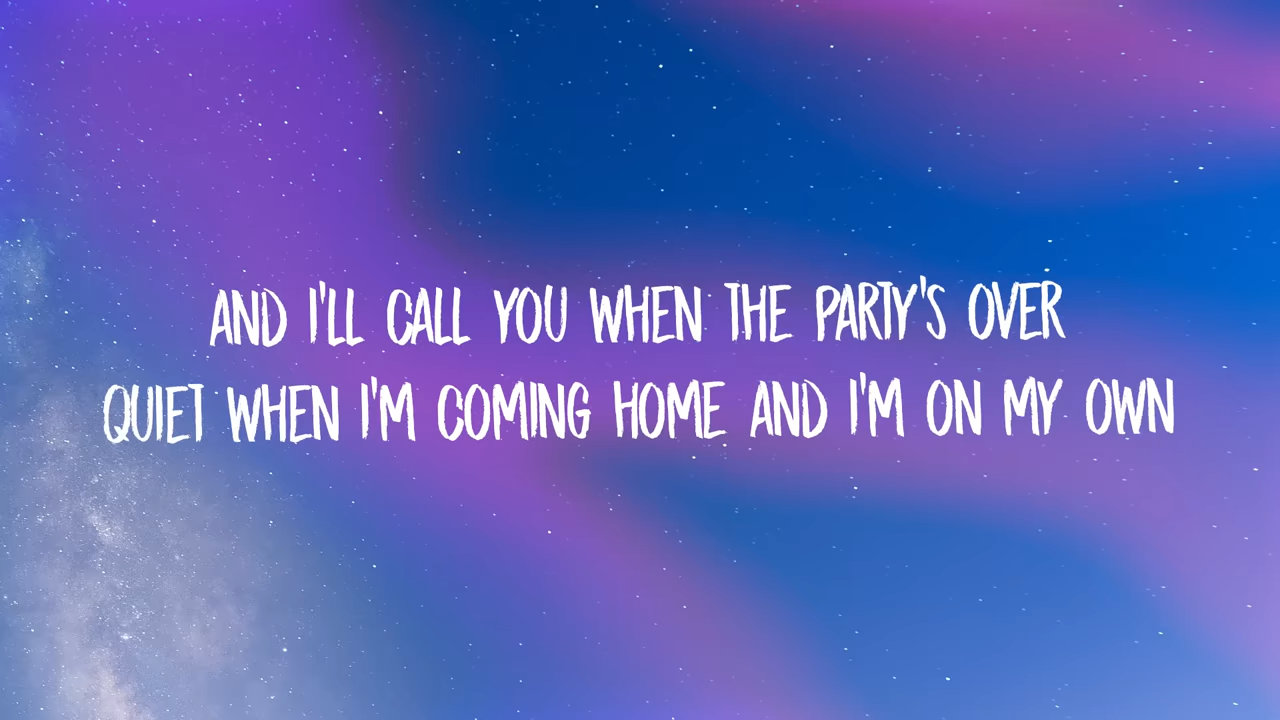 AND I'LL CALL YOU WHEN THE PARTY'S OVER
QUIET WHEN I'M COMING HOME AND I'M ON MY OWN